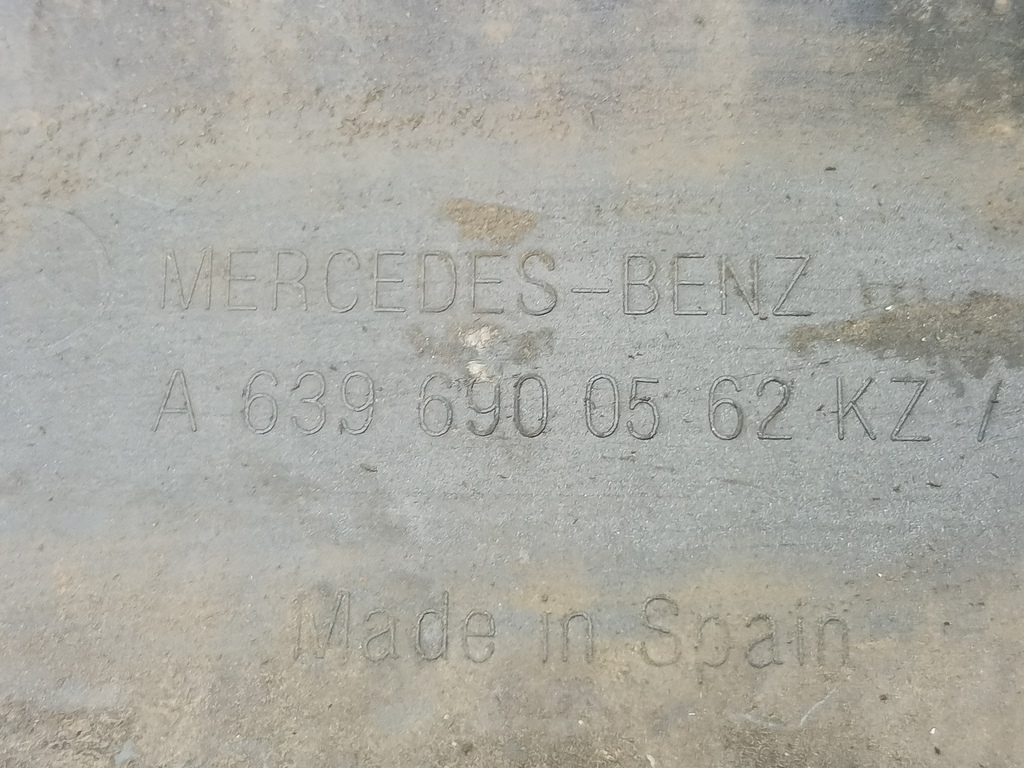 MERCEDES-BENZ
A 639 690 05 62 KZ /
Made in Spain